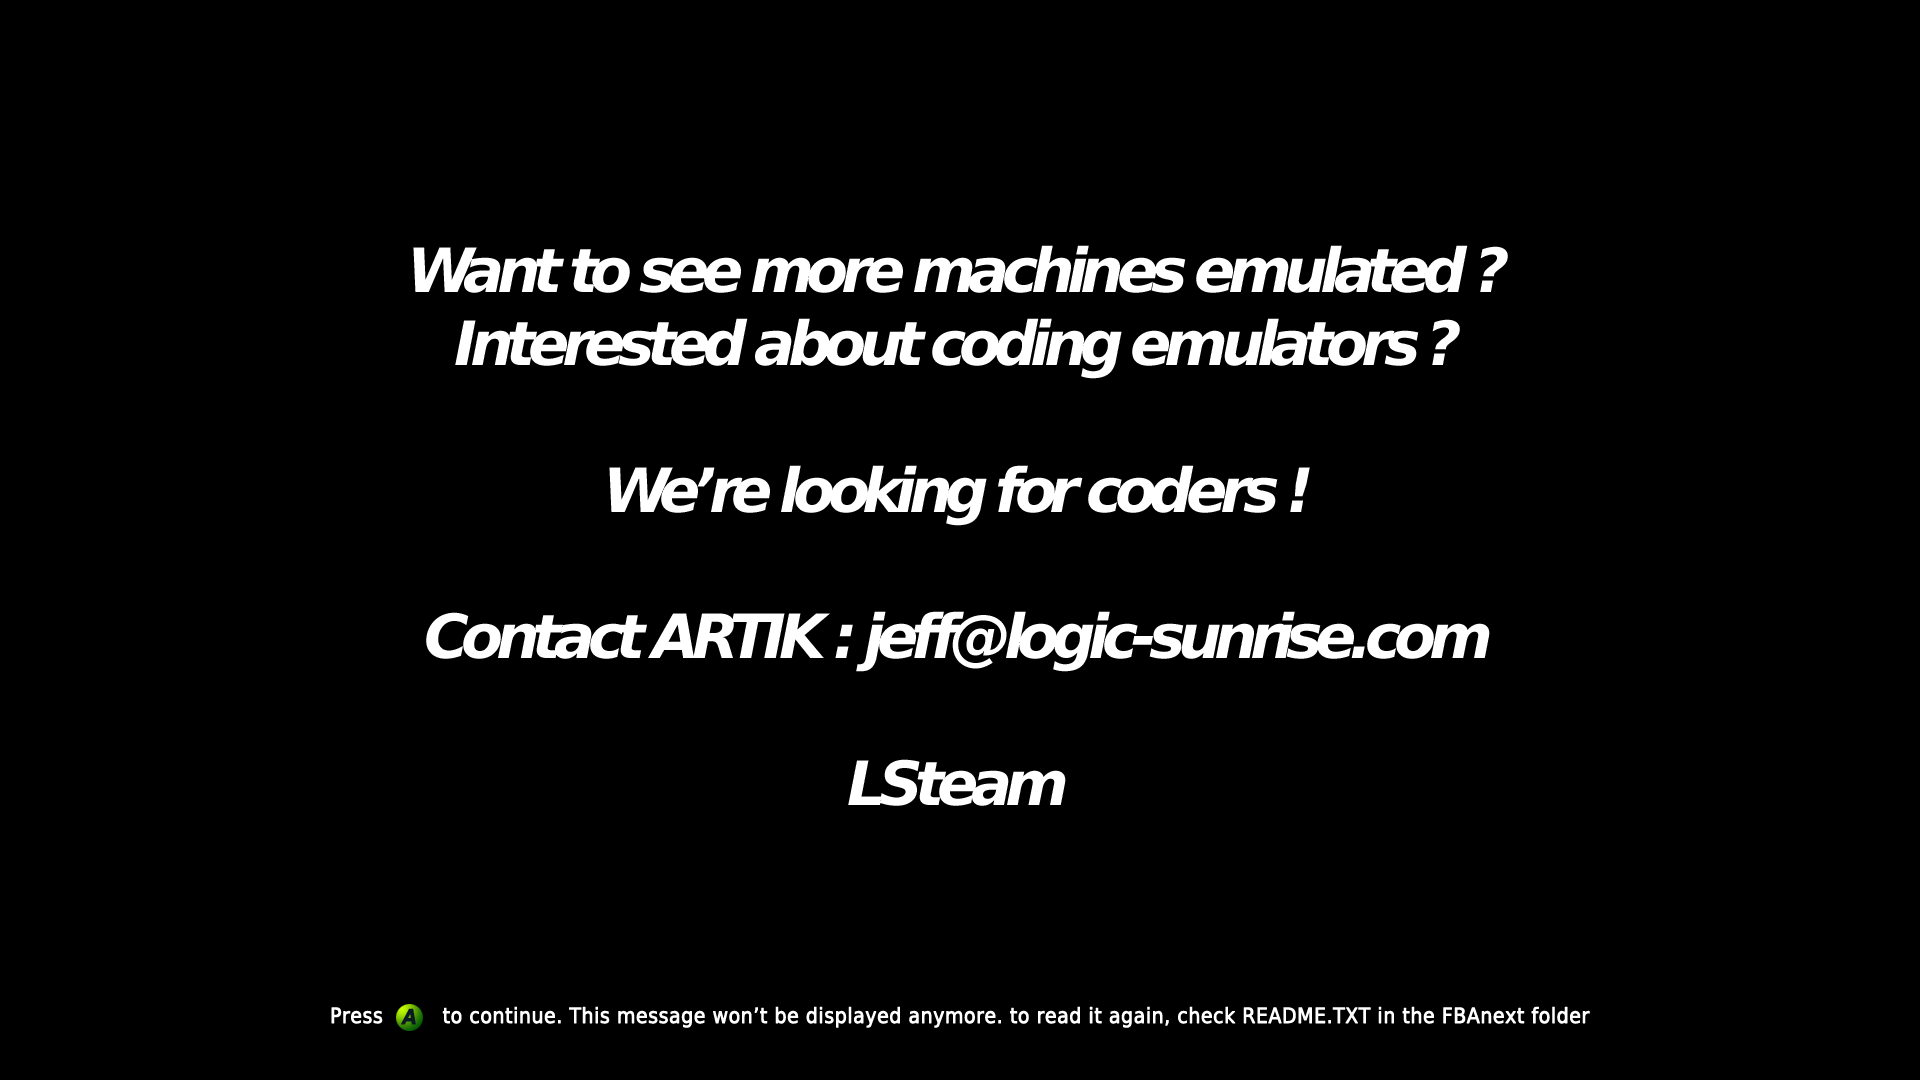 Want to see more machines emulated ?
Interested about coding emulators ?
We’re looking for coders !
Contact ARTIK : jeff@logic-sunrise.com
LSteam
Press A to continue. This message won’t be displayed anymore. to read it again, check README.TXT in the FBAnext folder